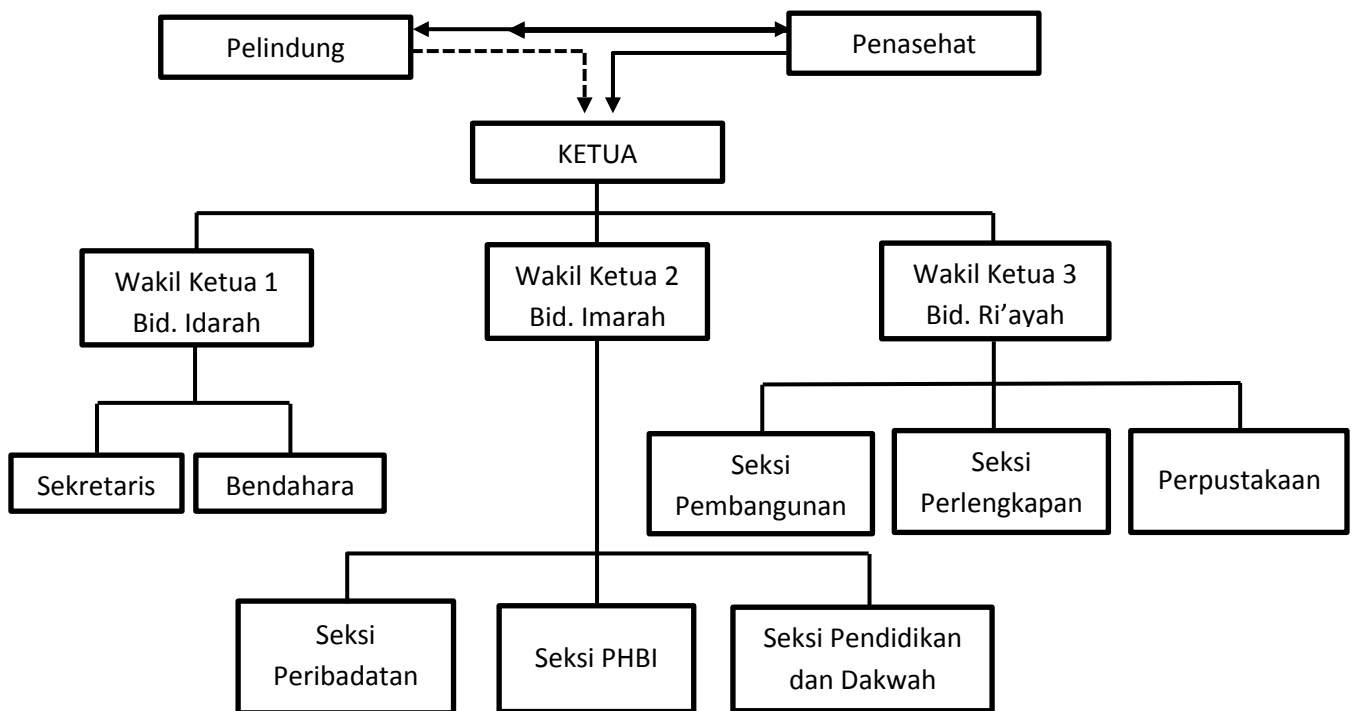 Pelindung
Penasehat
KETUA
Wakil Ketua 1
Bid. Idarah
Wakil Ketua 2
Bid. Imarah
Wakil Ketua 3
Bid. Ri’ayah
Sekretaris
Bendahara
Seksi
Pembangunan
Seksi
Perlengkapan
Perpustakaan
Seksi
Peribadatan
Seksi PHBI
Seksi Pendidikan
dan Dakwah